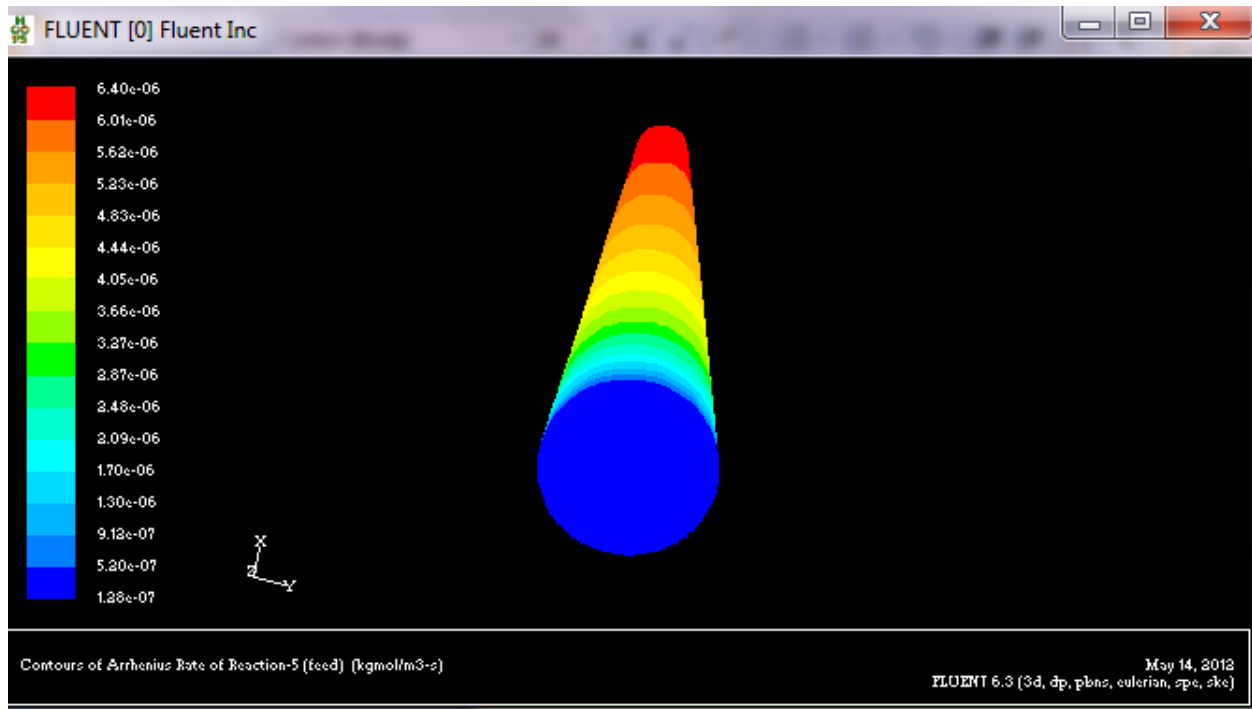 FLUENT [0] Fluent Inc
6.40e-06
6.01e-06
5.62e-06
5.23e-06
4.83e-06
4.44e-06
4.05e-06
3.66e-06
3.27e-06
2.87e-06
2.48e-06
2.09e-06
1.70e-06
1.30e-06
9.12e-07
5.20e-07
1.28e-07
X
Z
Y
Contours of Arrhenius Rate of Reaction-5 (feed) (kgmol/m3-s)
May 14, 2012
FLUENT 6.3 (3d, dp, pbns, eulerian, spe, ske)